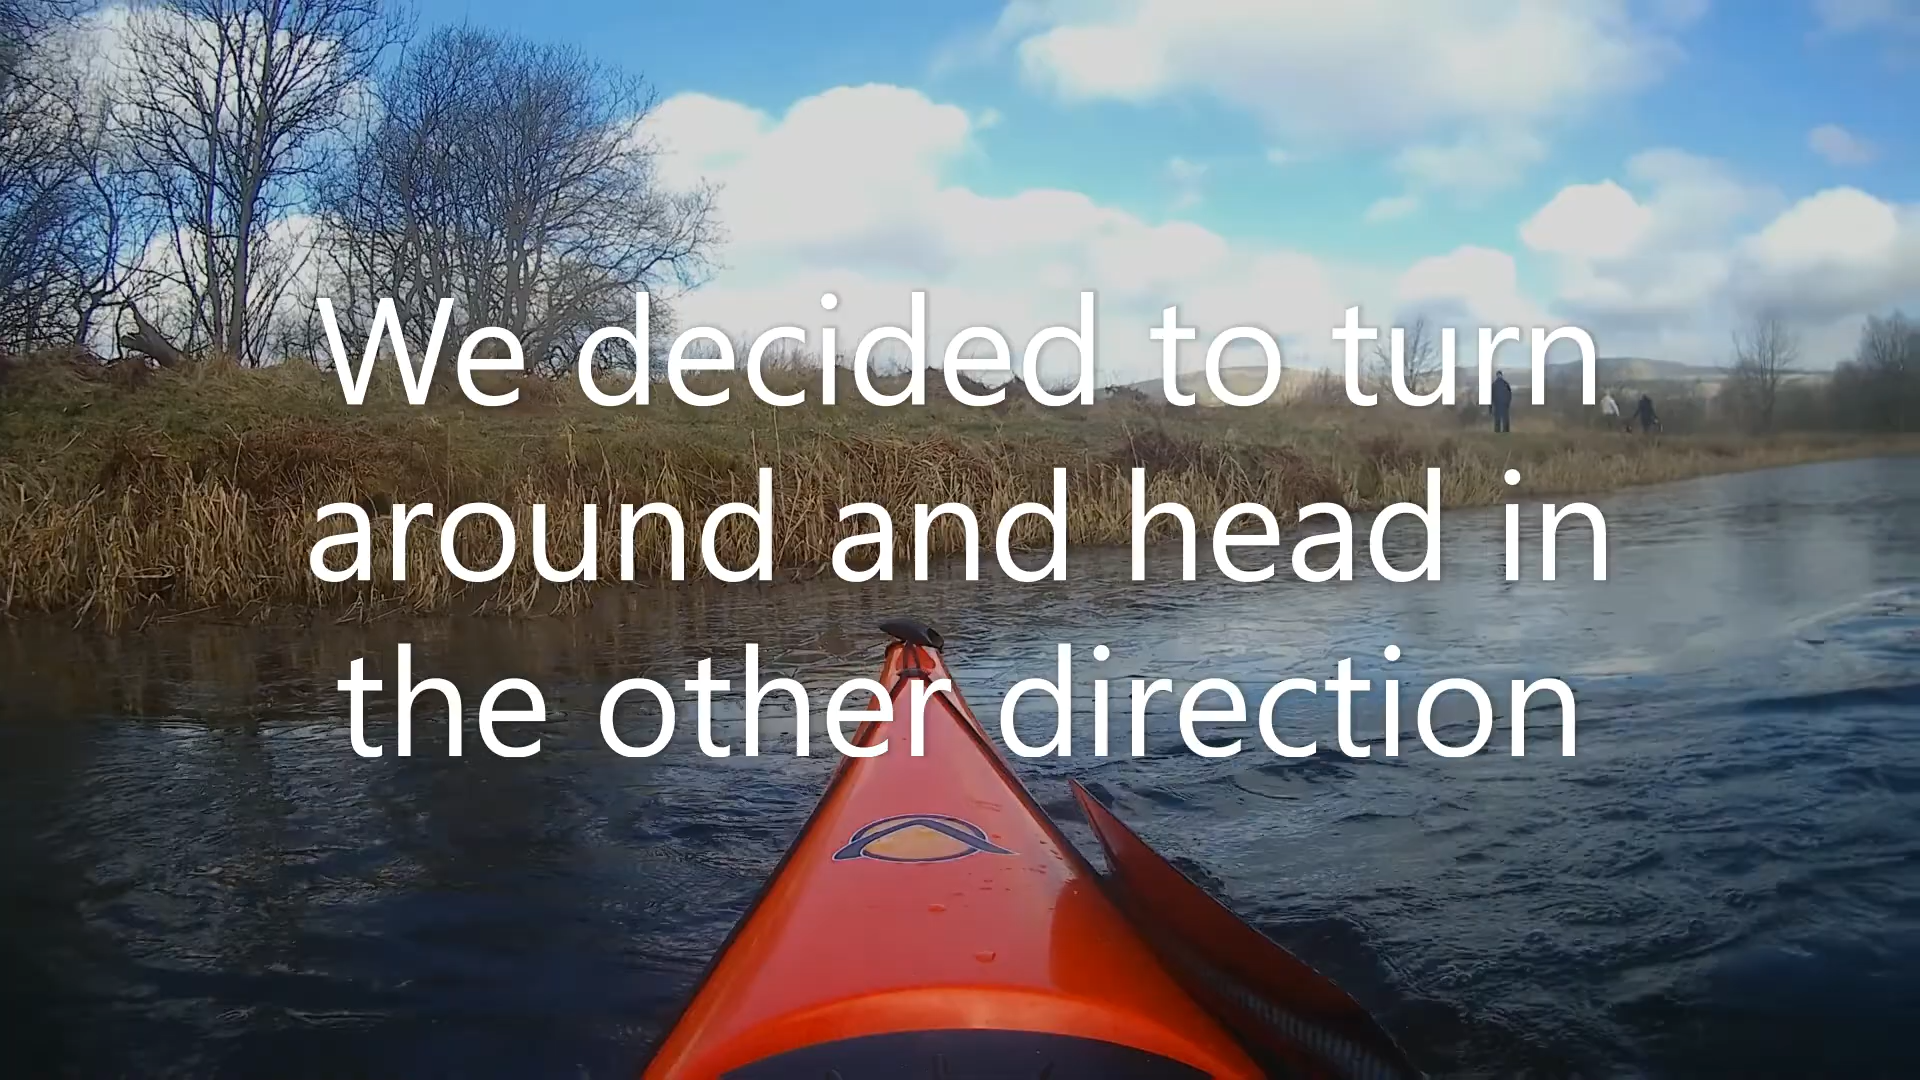 We decided to turn
around and head in
the other direction